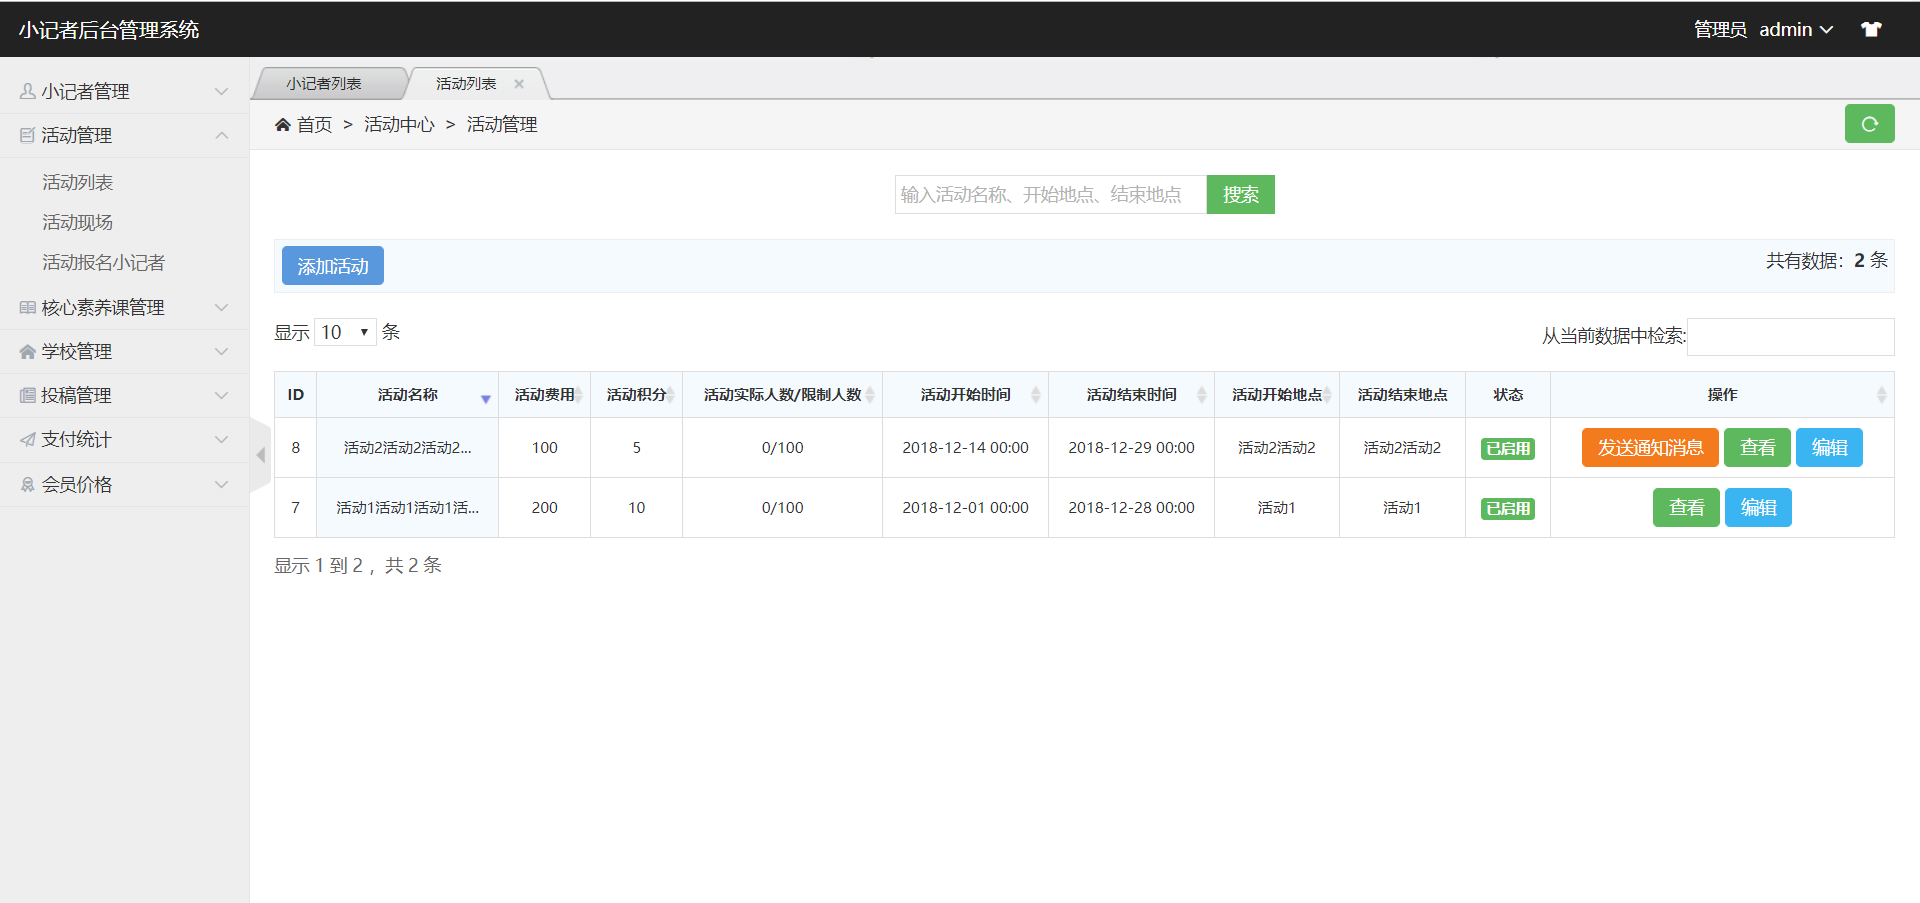 小记者后台管理系统
管理员 admin
小记者管理
活动管理
活动列表
活动现场
活动报名小记者
核心素养课管理
学校管理
投稿管理
支付统计
会员价格
小记者列表 活动列表
首页 > 活动中心 > 活动管理
输入活动名称、开始地点、结束地点 搜索
添加活动 共有数据：2 条
显示 10 条 从当前数据中检索:
ID 活动名称 活动费用 活动积分 活动实际人数/限制人数 活动开始时间 活动结束时间 活动开始地点 活动结束地点 状态 操作
8 活动2活动2活动2... 100 5 0/100 2018-12-14 00:00 2018-12-29 00:00 活动2活动2 活动2活动2 已启用 发送通知消息 查看 编辑
7 活动1活动1活动1活... 200 10 0/100 2018-12-01 00:00 2018-12-28 00:00 活动1 活动1 已启用 查看 编辑
显示 1 到 2 ，共 2 条